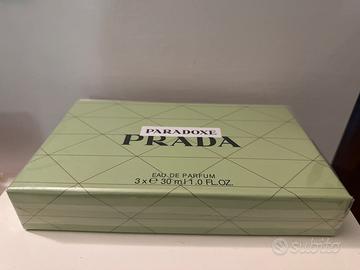 PARADOXE
PRADA
EAU DE PARFUM
3 x ℮ 30 ml 1.0 FL.OZ.
subito